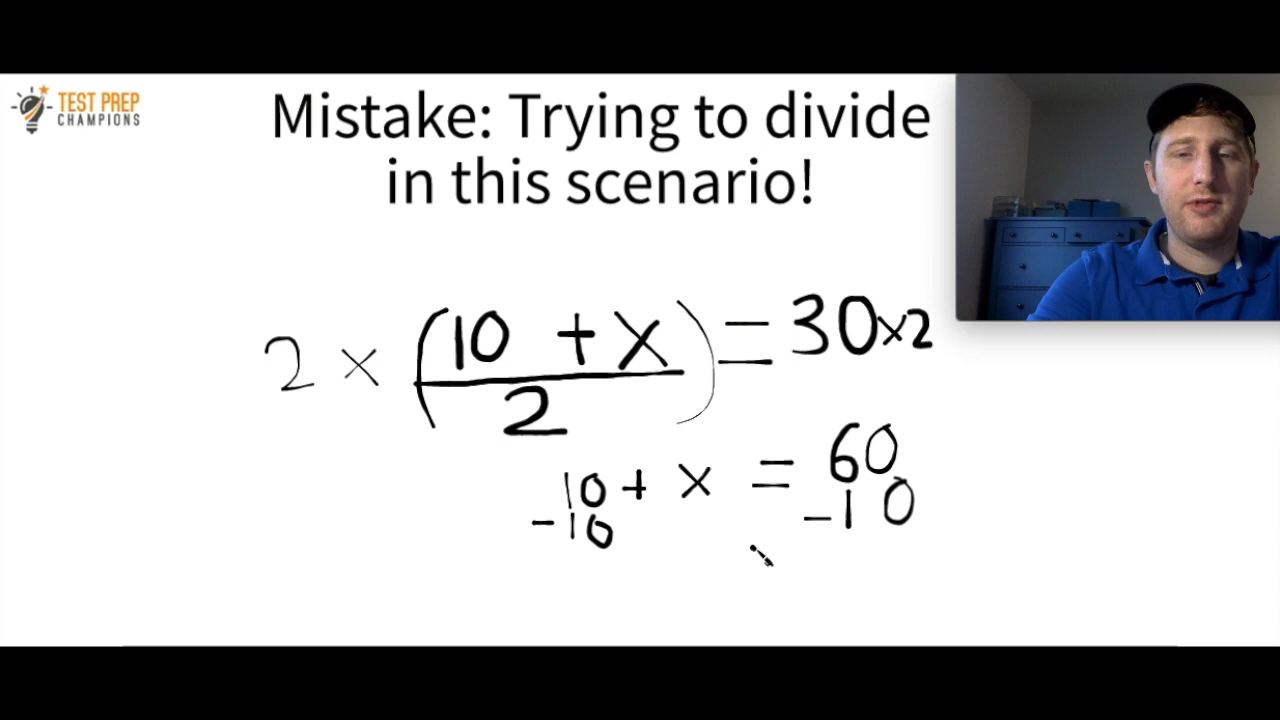 TEST PREP
CHAMPIONS
Mistake: Trying to divide
in this scenario!
2 × (10 + x) = 30×2
2
10 + x = 60
-10 -10